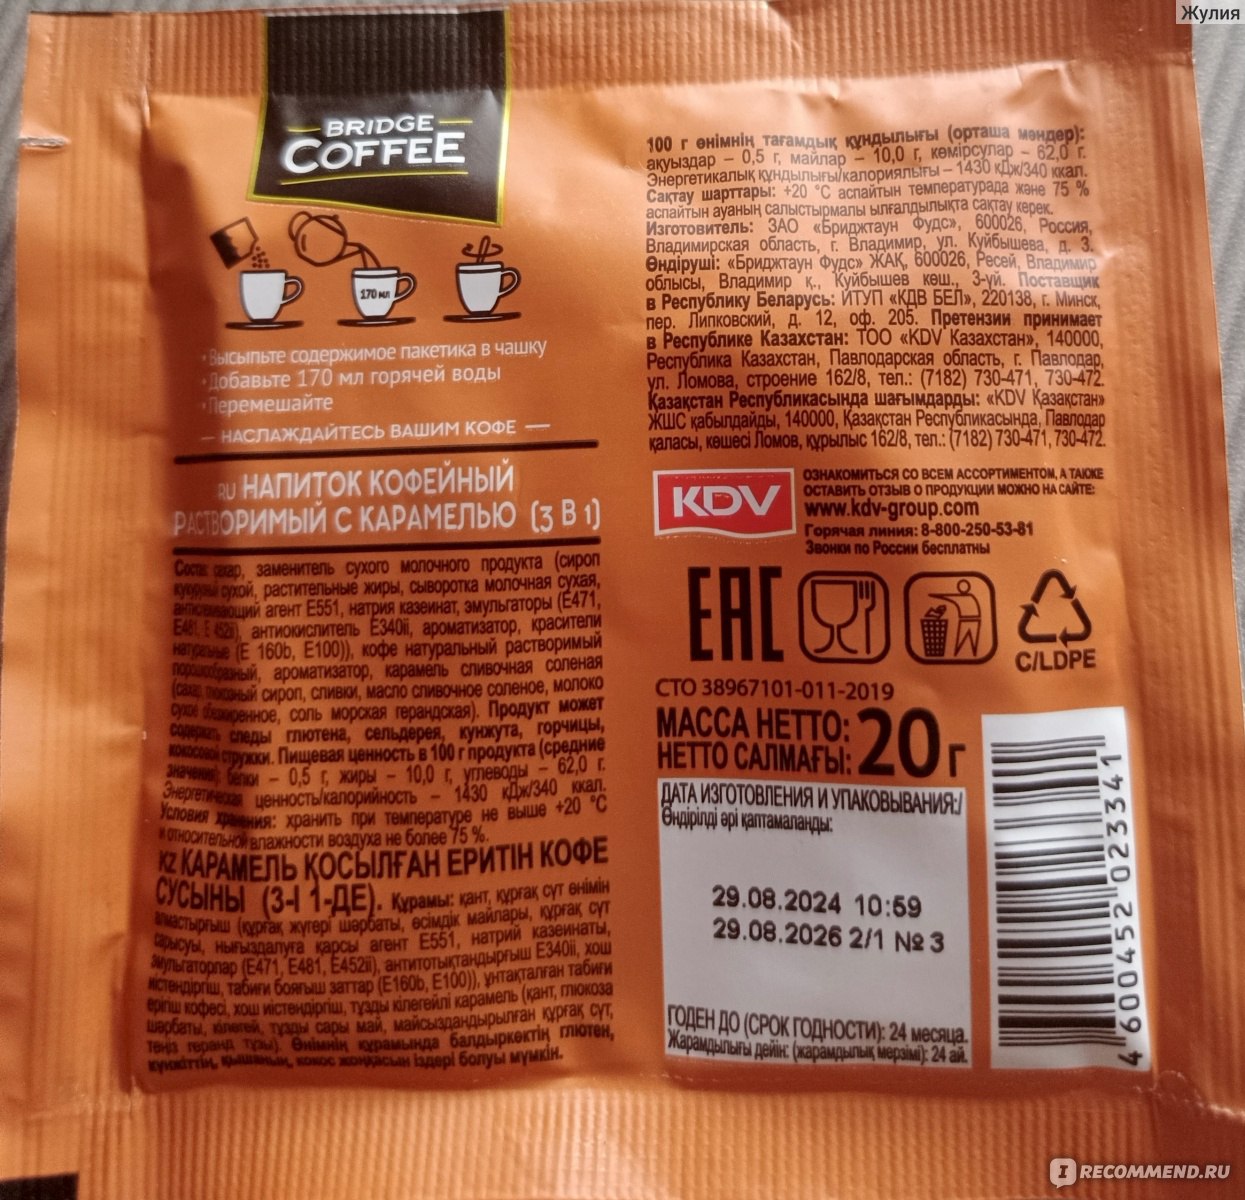 Жулия
BRIDGE
COFFEE
170 мл
• Высыпьте содержимое пакетика в чашку
• Добавьте 170 мл горячей воды
• Перемешайте
— НАСЛАЖДАЙТЕСЬ ВАШИМ КОФЕ —
RU НАПИТОК КОФЕЙНЫЙ
РАСТВОРИМЫЙ С КАРАМЕЛЬЮ (3 В 1)
Состав: сахар, заменитель сухого молочного продукта (сироп
кукурузный сухой, растительные жиры, сыворотка молочная сухая,
антислеживающий агент Е551, натрия казеинат, эмульгаторы (Е471,
Е481, Е452ii), антиокислитель Е340ii, ароматизатор, красители
натуральные (Е 160b, Е100)), кофе натуральный растворимый
порошкообразный, ароматизатор, карамель сливочная соленая
(сахар, глюкозный сироп, сливки, масло сливочное соленое, молоко
сухое обезжиренное, соль морская герандская). Продукт может
содержать следы глютена, сельдерея, кунжута, горчицы,
кокосовой стружки. Пищевая ценность в 100 г продукта (средние
значения): белки – 0,5 г, жиры – 10,0 г, углеводы – 62,0 г.
Энергетическая ценность/калорийность – 1430 кДж/340 ккал.
Условия хранения: хранить при температуре не выше +20 °С
и относительной влажности воздуха не более 75 %.
KZ КАРАМЕЛЬ ҚОСЫЛҒАН ЕРИТІН КОФЕ
СУСЫНЫ (3-І 1-ДЕ). Құрамы: қант, құрғақ сүт өнімін
алмастырғыш (құрғақ жүгері шәрбаты, өсімдік майлары, құрғақ сүт
сарысуы, нығыздалуға қарсы агент Е551, натрий казеинаты,
эмульгаторлар (Е471, Е481, Е452ii), антитотықтандырғыш Е340ii, хош
иістендіргіш, табиғи бояғыш заттар (Е160b, Е100)), ұнтақталған табиғи
ерігіш кофесі, хош иістендіргіш, тұзды кілегейлі карамель (қант, глюкоза
шәрбаты, кілегей, тұзды сары май, майсыздандырылған құрғақ сүт,
теңіз геранд тұзы). Өнімнің құрамында балдыркөктің, глютен,
күнжіттің, қышаның, кокос жоңқасын іздері болуы мүмкін.
100 г өнімнің тағамдық құндылығы (орташа мәндер):
ақуыздар – 0,5 г, майлар – 10,0 г, көмірсулар – 62,0 г.
Энергетикалық құндылығы/калориялығы – 1430 кДж/340 ккал.
Сақтау шарттары: +20 °С аспайтын температурада және 75 %
аспайтын ауаның салыстырмалы ылғалдылықта сақтау керек.
Изготовитель: ЗАО «Бриджтаун Фудс», 600026, Россия,
Владимирская область, г. Владимир, ул. Куйбышева, д. 3.
Өндіруші: «Бриджтаун Фудс» ЖАҚ, 600026, Ресей, Владимир
облысы, Владимир қ., Куйбышев көш., 3-үй. Поставщик
в Республику Беларусь: ИТУП «КДВ БЕЛ», 220138, г. Минск,
пер. Липковский, д. 12, оф. 205. Претензии принимает
в Республике Казахстан: ТОО «KDV Казахстан», 140000,
Республика Казахстан, Павлодарская область, г. Павлодар,
ул. Ломова, строение 162/8, тел.: (7182) 730-471, 730-472.
Қазақстан Республикасында шағымдарды: «KDV Қазақстан»
ЖШС қабылдайды, 140000, Қазақстан Республикасында, Павлодар
қаласы, көшесі Ломов, құрылыс 162/8, тел.: (7182) 730-471, 730-472.
KDV
ОЗНАКОМИТЬСЯ СО ВСЕМ АССОРТИМЕНТОМ, А ТАКЖЕ
ОСТАВИТЬ ОТЗЫВ О ПРОДУКЦИИ МОЖНО НА САЙТЕ:
www.kdv-group.com
Горячая линия: 8-800-250-53-81
Звонки по России бесплатны
EAC
C/LDPE
СТО 38967101-011-2019
МАССА НЕТТО:
НЕТТО САЛМАҒЫ: 20 г
ДАТА ИЗГОТОВЛЕНИЯ И УПАКОВЫВАНИЯ:/
Өндірілді әрі қапталмаланды:
29.08.2024 10:59
29.08.2026 2/1 №3
ГОДЕН ДО (СРОК ГОДНОСТИ): 24 месяца.
Жарамдылығы дейін: (жарамдылық мерзімі): 24 ай.
4 600452 023341
IRECOMMEND.RU